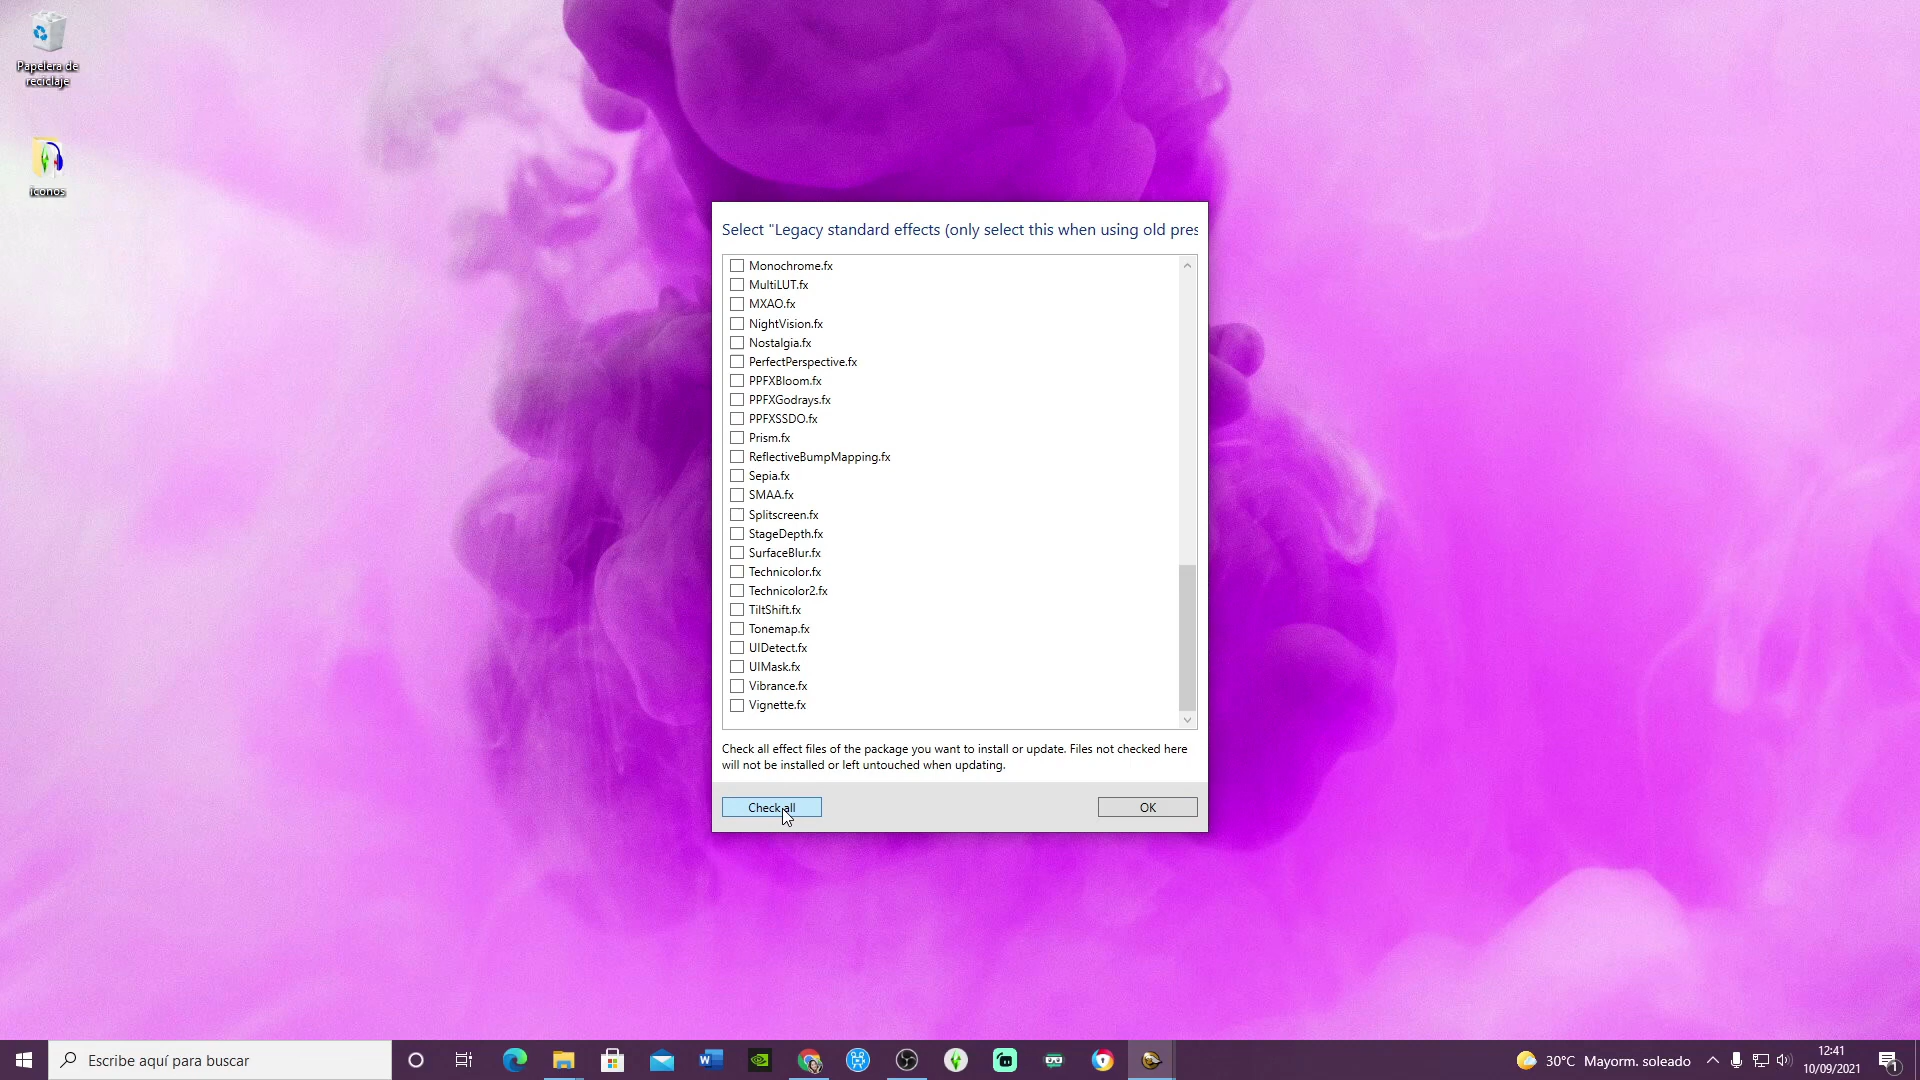 Papelera de
reciclaje
iconos
Select "Legacy standard effects (only select this when using old pres
Monochrome.fx
MultiLUT.fx
MXAO.fx
NightVision.fx
Nostalgia.fx
PerfectPerspective.fx
PPFXBloom.fx
PPFXGodrays.fx
PPFXSSDO.fx
Prism.fx
ReflectiveBumpMapping.fx
Sepia.fx
SMAA.fx
Splitscreen.fx
StageDepth.fx
SurfaceBlur.fx
Technicolor.fx
Technicolor2.fx
TiltShift.fx
Tonemap.fx
UIDetect.fx
UIMask.fx
Vibrance.fx
Vignette.fx
Check all effect files of the package you want to install or update. Files not checked here
will not be installed or left untouched when updating.
Check all
OK
Escribe aquí para buscar
30°C Mayorm. soleado
12:41
10/09/2021
1